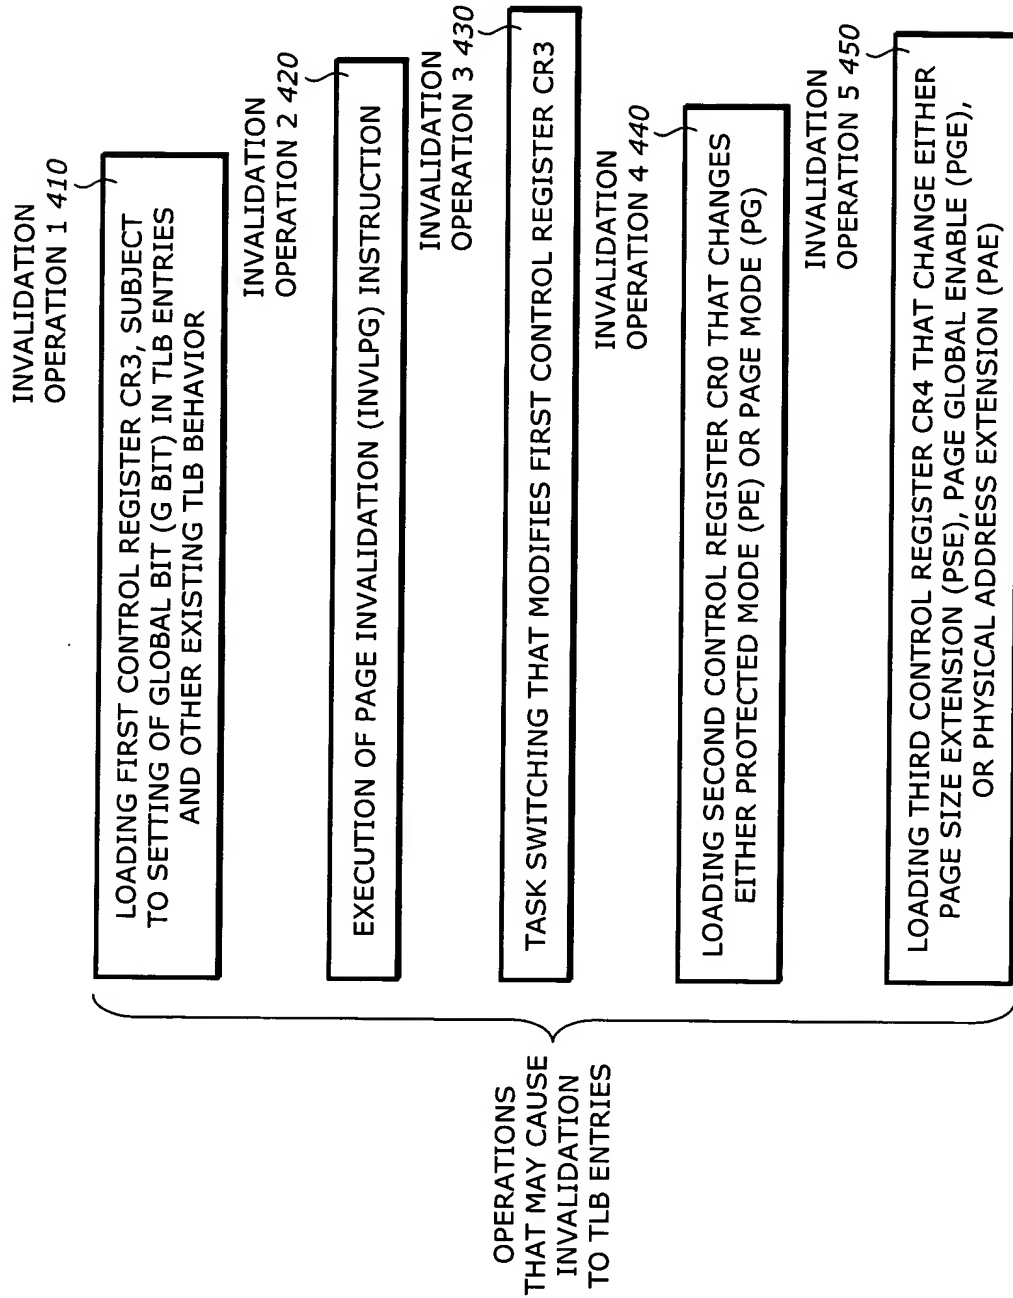 OPERATIONS
THAT MAY CAUSE
INVALIDATION
TO TLB ENTRIES
INVALIDATION
OPERATION 1 410
LOADING FIRST CONTROL REGISTER CR3, SUBJECT
TO SETTING OF GLOBAL BIT (G BIT) IN TLB ENTRIES
AND OTHER EXISTING TLB BEHAVIOR
INVALIDATION
OPERATION 2 420
EXECUTION OF PAGE INVALIDATION (INVLPG) INSTRUCTION
INVALIDATION
OPERATION 3 430
TASK SWITCHING THAT MODIFIES FIRST CONTROL REGISTER CR3
INVALIDATION
OPERATION 4 440
LOADING SECOND CONTROL REGISTER CR0 THAT CHANGES
EITHER PROTECTED MODE (PE) OR PAGE MODE (PG)
INVALIDATION
OPERATION 5 450
LOADING THIRD CONTROL REGISTER CR4 THAT CHANGE EITHER
PAGE SIZE EXTENSION (PSE), PAGE GLOBAL ENABLE (PGE),
OR PHYSICAL ADDRESS EXTENSION (PAE)